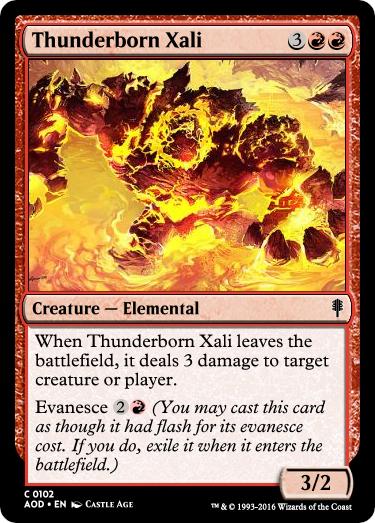 Thunderborn Xali 3
Creature — Elemental
When Thunderborn Xali leaves the
battlefield, it deals 3 damage to target
creature or player.
Evanesce 2 (You may cast this card
as though it had flash for its evanesce
cost. If you do, exile it when it enters the
battlefield.)
3/2
C 0102
AOD • EN Castle Age
™ & © 1993-2016 Wizards of the Coast